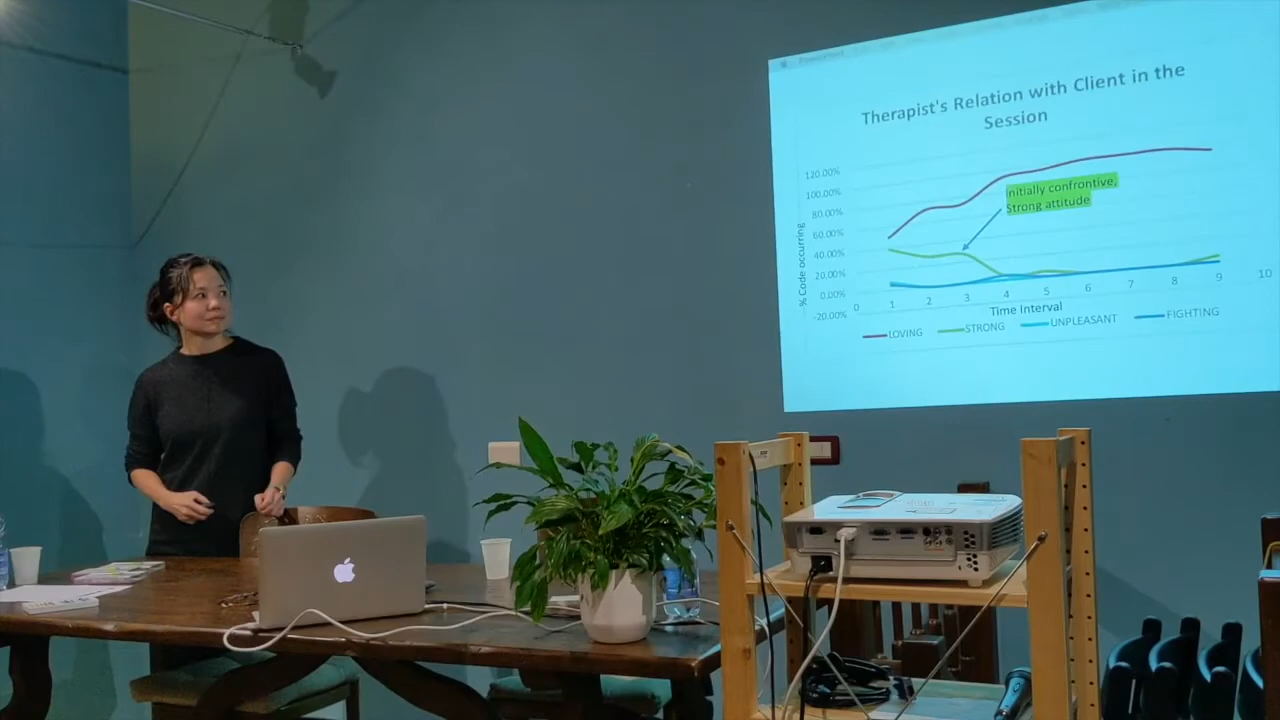 Therapist's Relation with Client in the
Session
120.00%
100.00%
80.00%
60.00%
40.00%
20.00%
0.00%
-20.00%
% Code occurring
nitially confrontive,
Strong attitude
0 1 2 3 4 5 6 7 8 9 10
Time Interval
LOVING STRONG UNPLEASANT FIGHTING